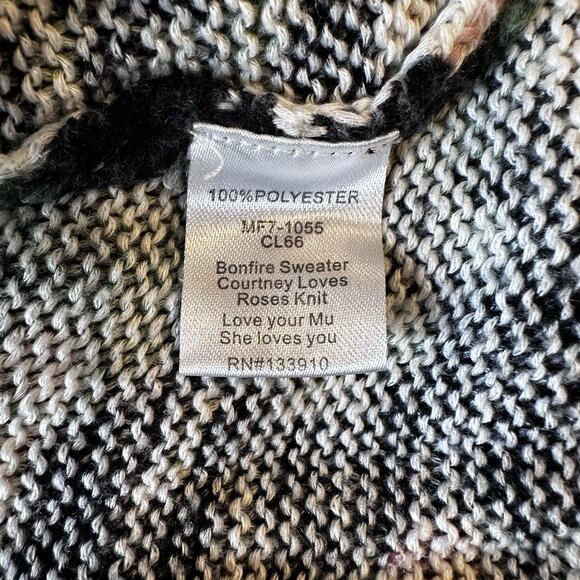 100%POLYESTER
MF7-1055
CL66
Bonfire Sweater
Courtney Loves
Roses Knit
Love your Mu
She loves you
RN#133910